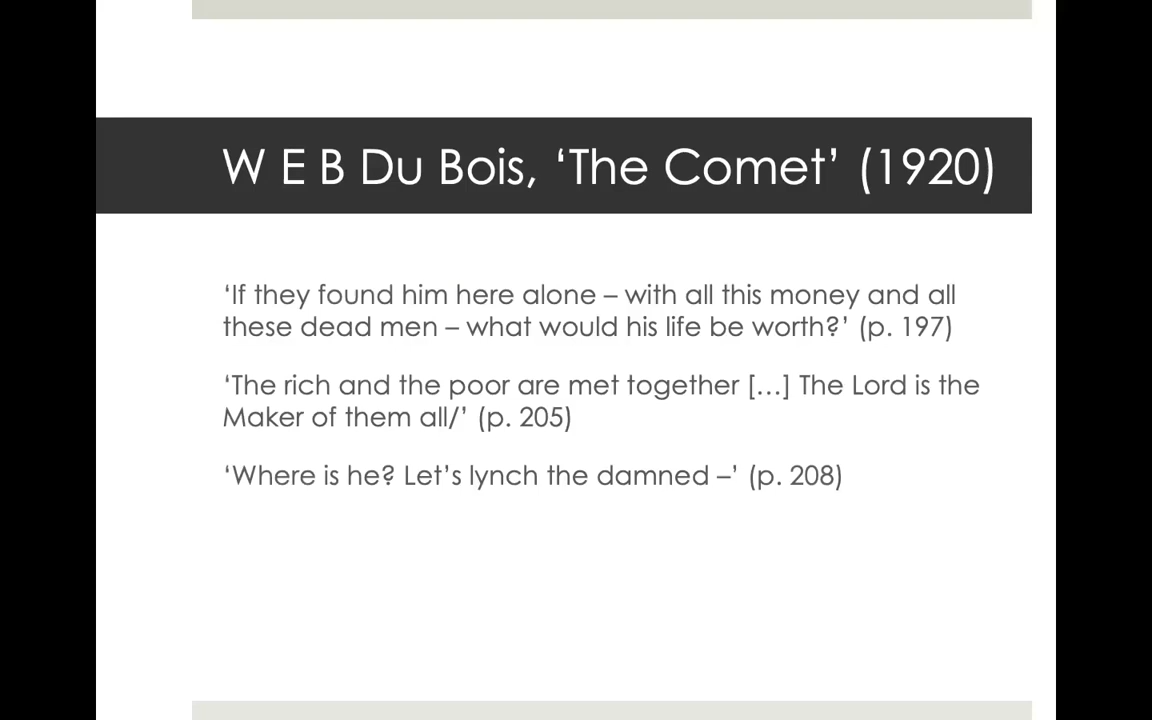 W E B Du Bois, ‘The Comet’ (1920)
‘If they found him here alone – with all this money and all
these dead men – what would his life be worth?’ (p. 197)
‘The rich and the poor are met together […] The Lord is the
Maker of them all/’ (p. 205)
‘Where is he? Let’s lynch the damned –’ (p. 208)